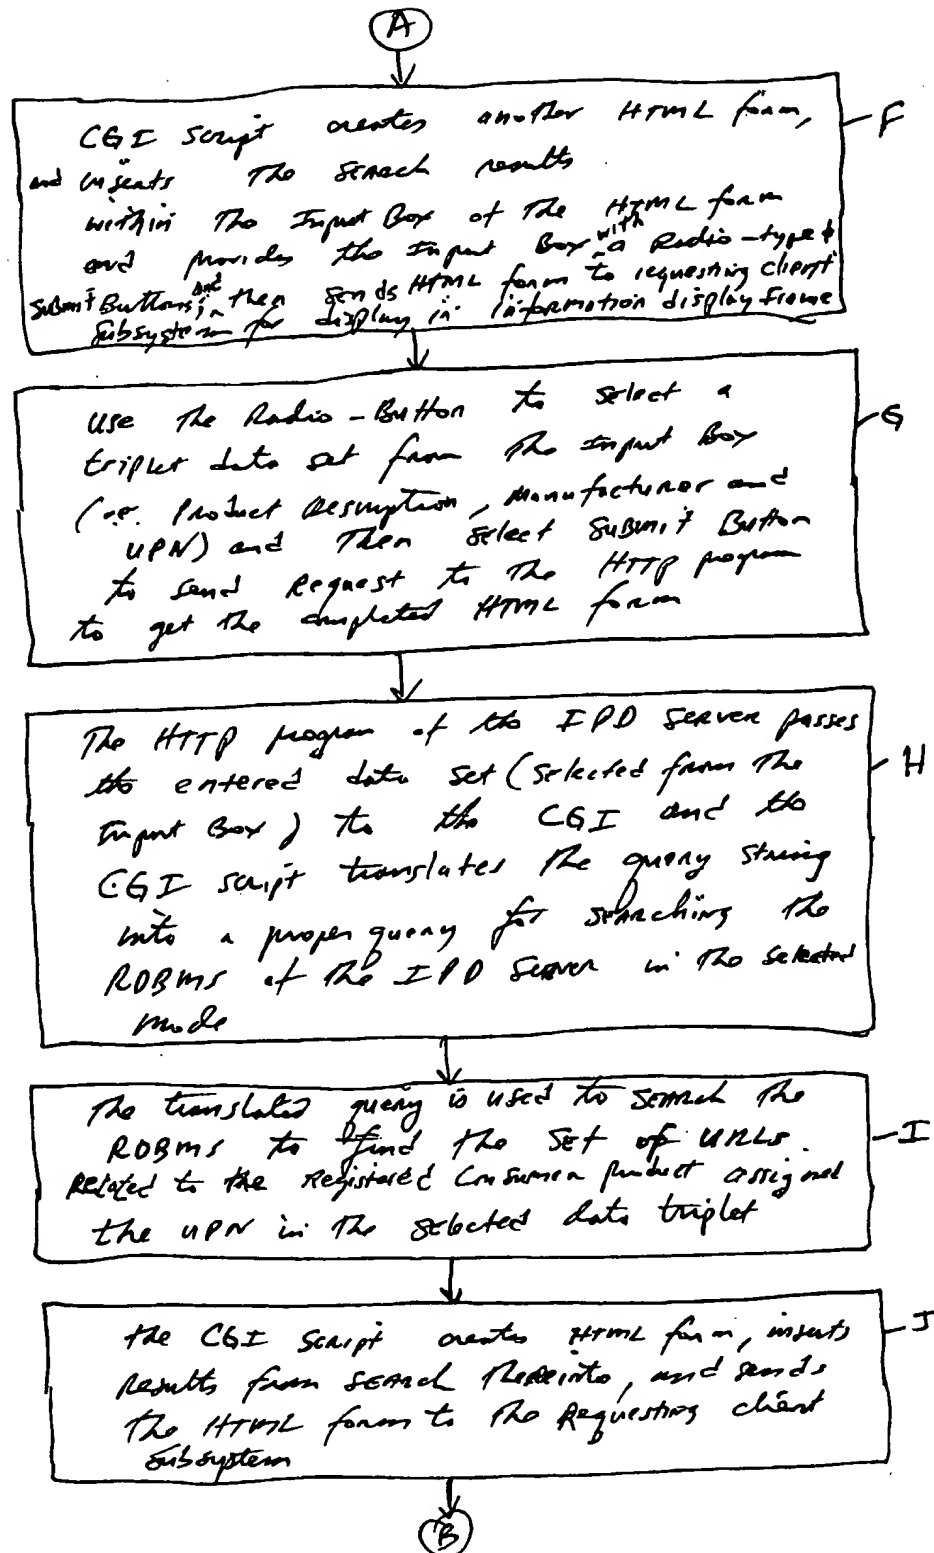 A
CGI Script creates another HTML form, F
and inserts The SEARCH results
within The Input Box of The HTML form
and provides the Input Box with a Radio-type &
Submit Buttons, and then sends HTML form to requesting client
Subsystem for display in information display frame
Use The Radio-Button to select a G
triplet data set from The Input Box
(i.e. Product Description, Manufacturer and
UPN) and Then select Submit Button
to send Request to The HTTP program
to get the completed HTML form
The HTTP program of the IPD Server passes
the entered data set (selected from The H
Input Box) to the CGI and the
CGI script translates The query string
into a proper query for SEARCHING the
RDBMS of the IPD Server in the selected
mode
The translated query is used to SEARCH The
RDBMS to find the Set of URLs I
Related to the Registered Consumer product assigned
the UPN in The selected data triplet
the CGI Script creates HTML form, inserts J
Results from SEARCH Thereinto, and sends
The HTML form to The Requesting client
Subsystem
B